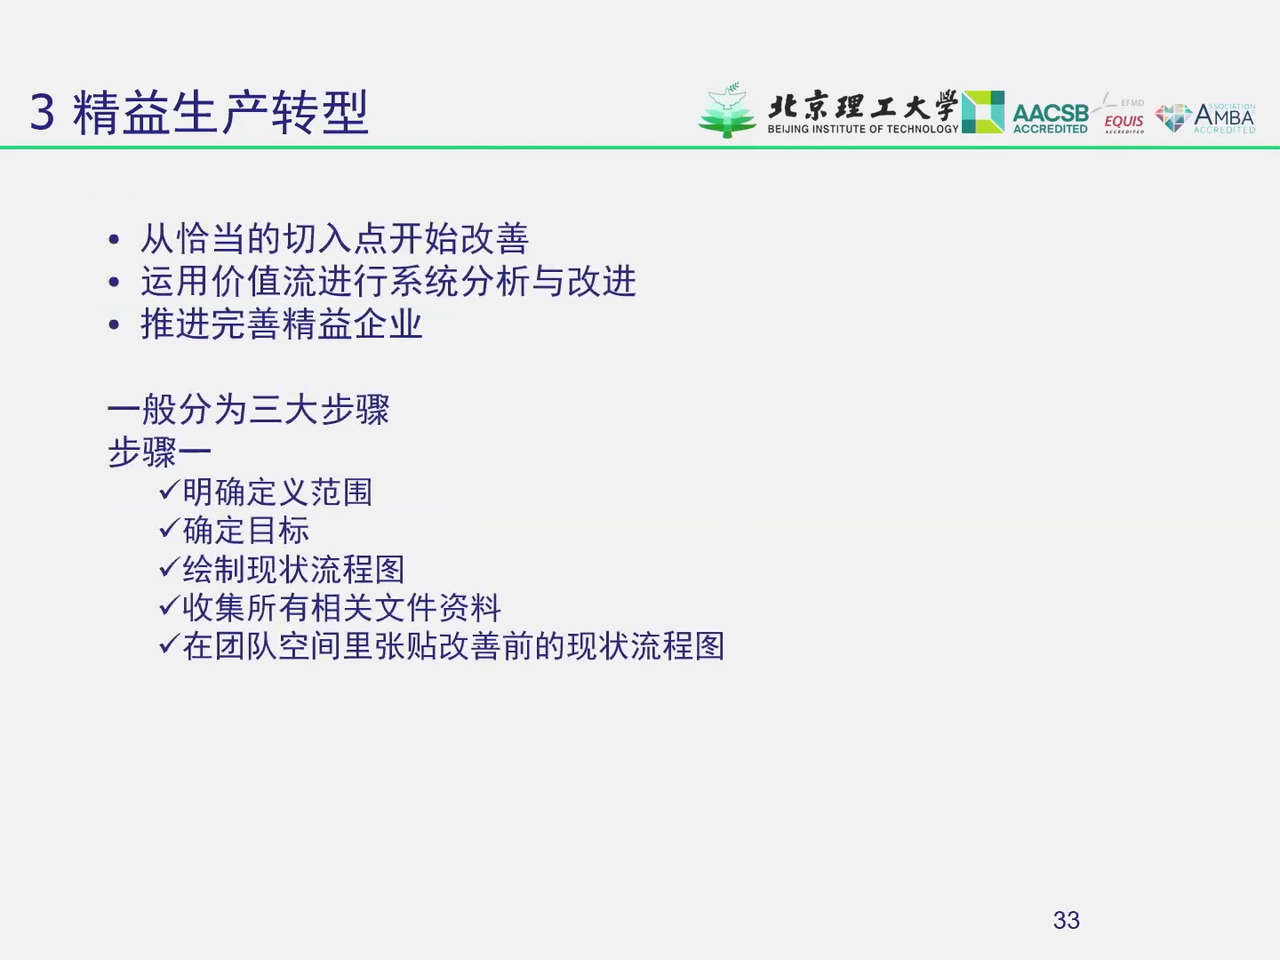 3 精益生产转型
北京理工大学
BEIJING INSTITUTE OF TECHNOLOGY
AACSB
ACCREDITED
EFMD
EQUIS
ACCREDITED
ASSOCIATION
AMBA
ACCREDITED
• 从恰当的切入点开始改善
• 运用价值流进行系统分析与改进
• 推进完善精益企业
一般分为三大步骤
步骤一
✓明确定义范围
✓确定目标
✓绘制现状流程图
✓收集所有相关文件资料
✓在团队空间里张贴改善前的现状流程图
33